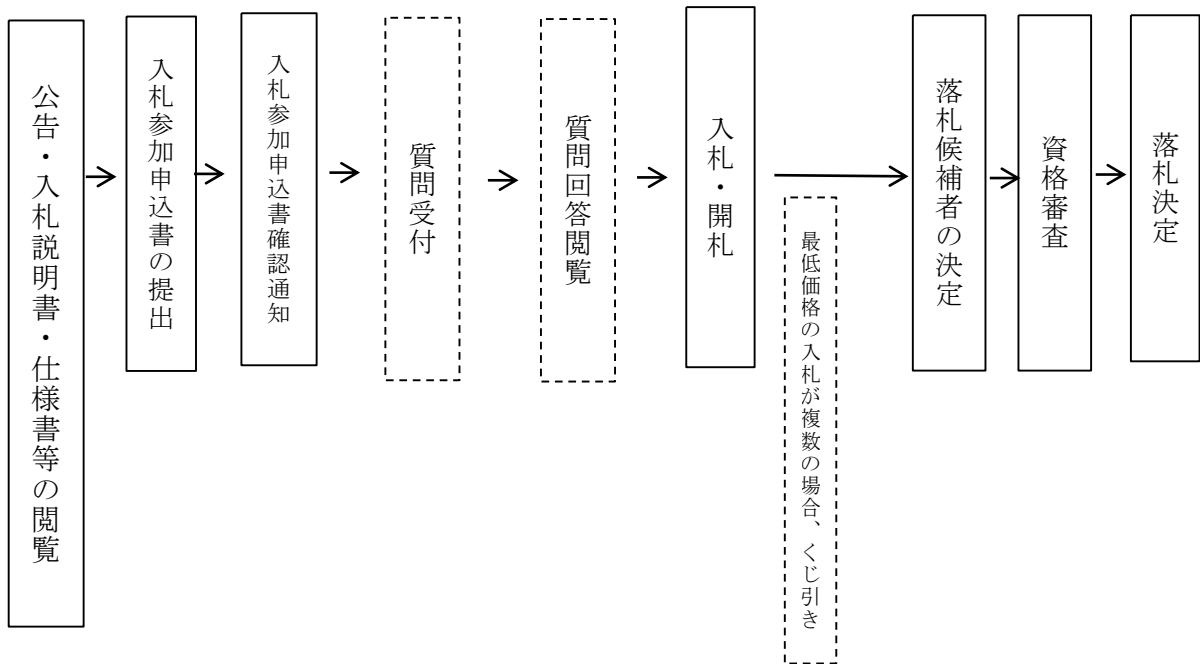 公告・入札説明書・仕様書等の閲覧
入札参加申込書の提出
入札参加申込書確認通知
質問受付
質問回答閲覧
入札・開札
最低価格の入札が複数の場合、くじ引き
落札候補者の決定
資格審査
落札決定